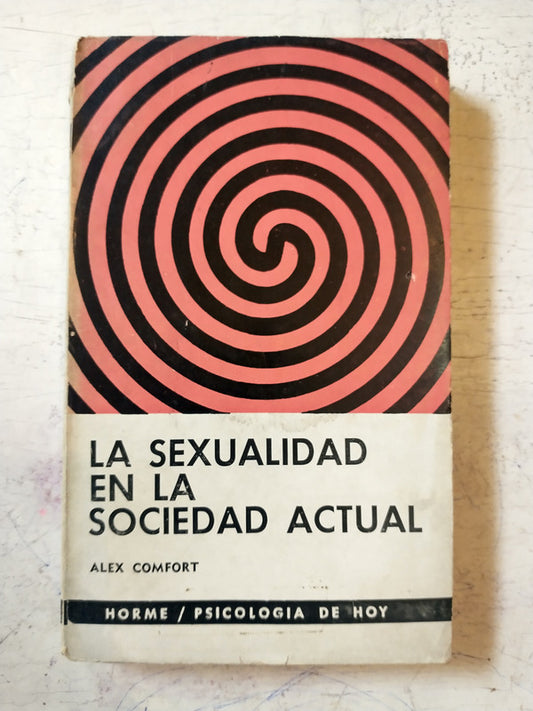 LA SEXUALIDAD
EN LA
SOCIEDAD ACTUAL
ALEX COMFORT
HORME / PSICOLOGIA DE HOY